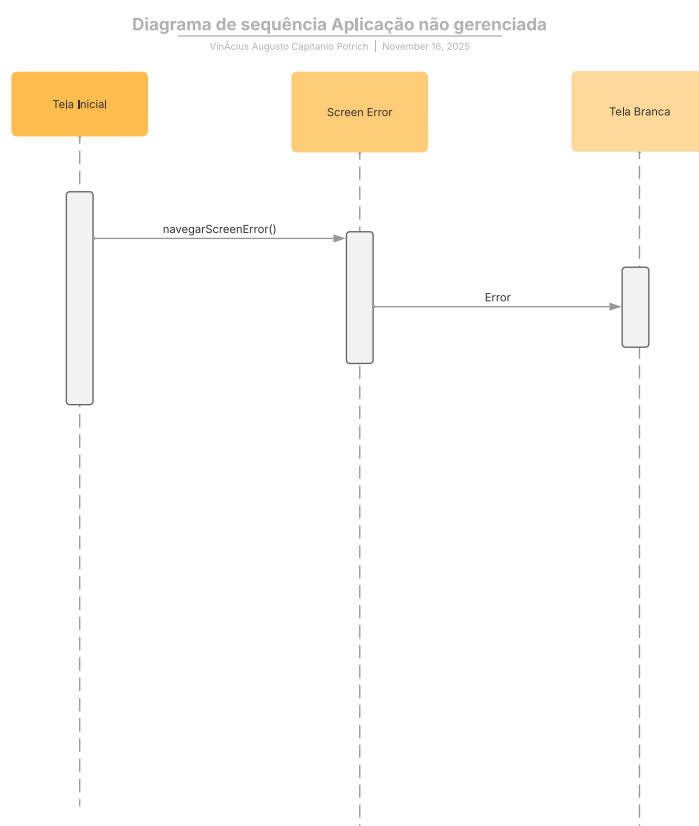 Diagrama de sequência Aplicação não gerenciada
VinÃcius Augusto Capitanio Potrich | November 16, 2025
Tela Inicial
Screen Error
Tela Branca
navegarScreenError()
Error